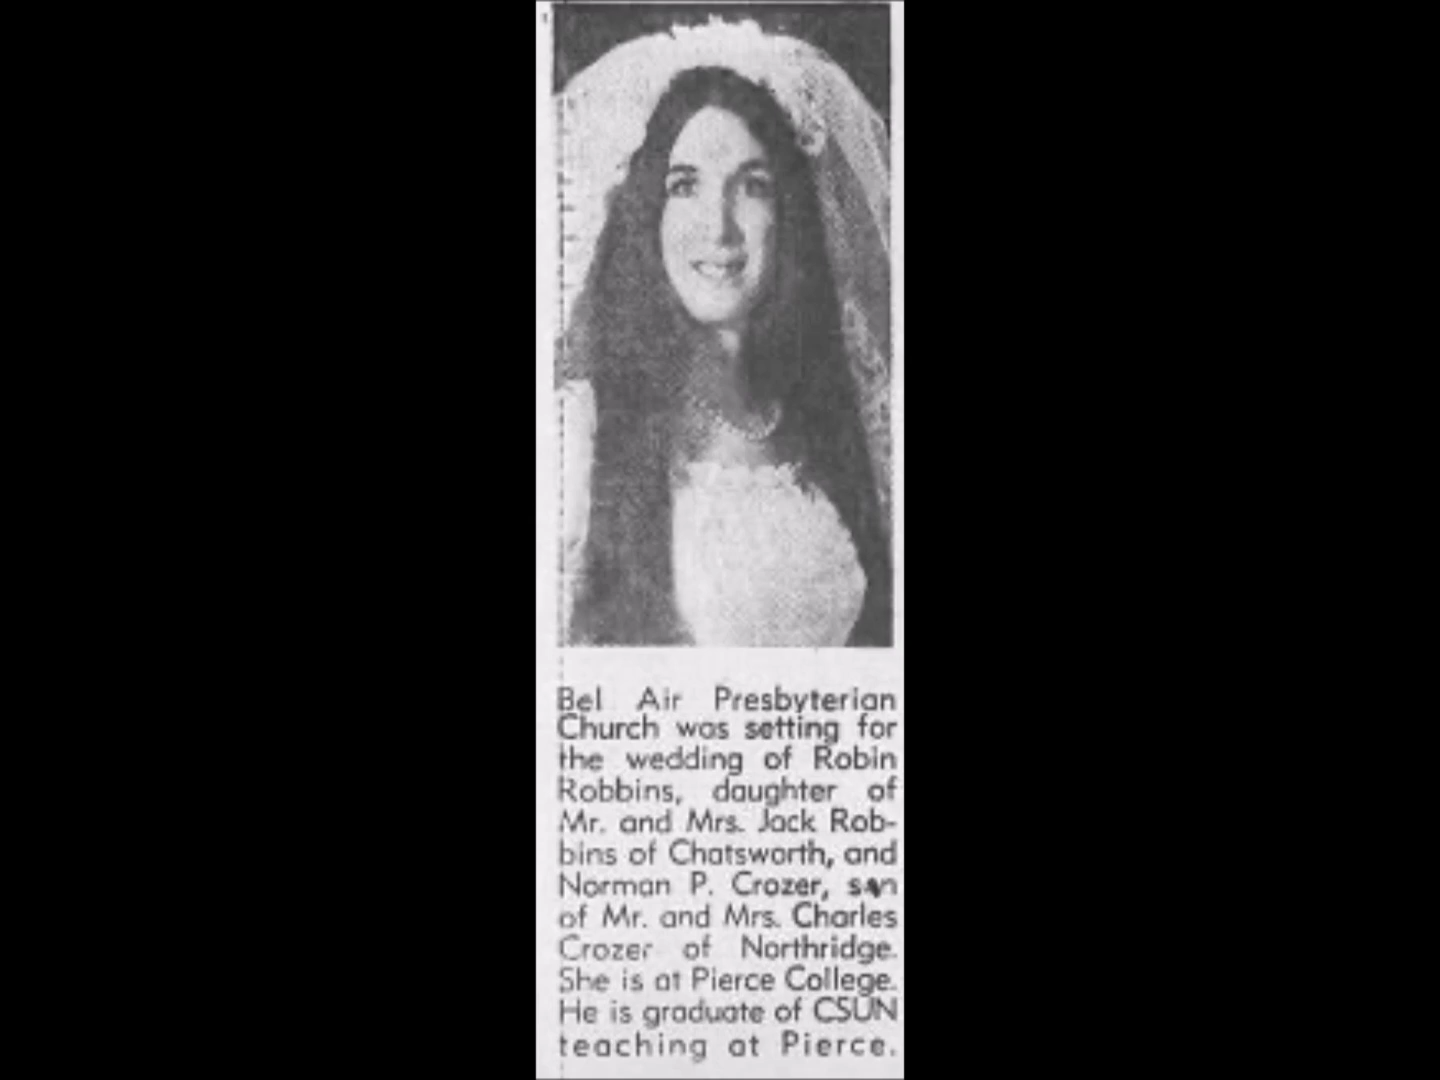 Bel Air Presbyterian
Church was setting for
the wedding of Robin
Robbins, daughter of
Mr. and Mrs. Jack Rob-
bins of Chatsworth, and
Norman P. Crozer, son
of Mr. and Mrs. Charles
Crozer of Northridge.
She is at Pierce College.
He is graduate of CSUN
teaching at Pierce.